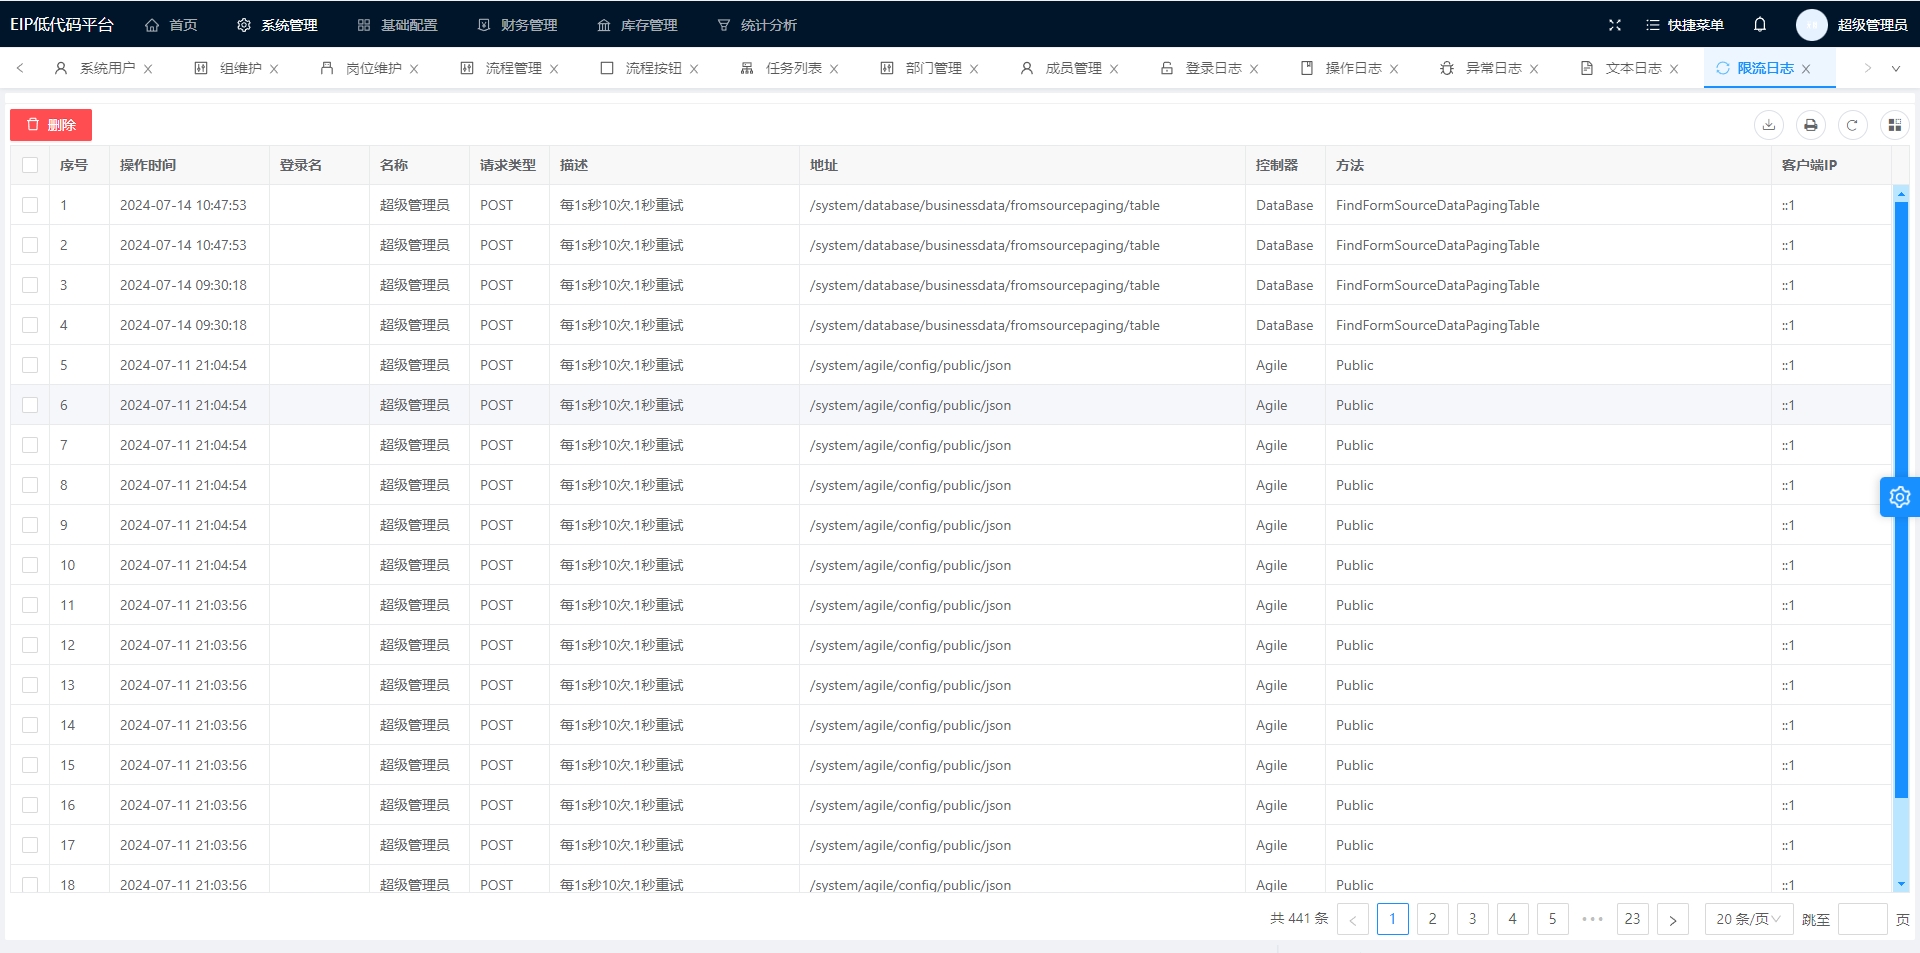 EIP低代码平台 首页 系统管理 基础配置 财务管理 库存管理 统计分析 快捷菜单 超级管理员
系统用户 组维护 岗位维护 流程管理 流程按钮 任务列表 部门管理 成员管理 登录日志 操作日志 异常日志 文本日志 限流日志
删除
序号 操作时间 登录名 名称 请求类型 描述 地址 控制器 方法 客户端IP
1 2024-07-14 10:47:53 超级管理员 POST 每1s秒10次.1秒重试 /system/database/businessdata/fromsourcepaging/table DataBase FindFormSourceDataPagingTable ::1
2 2024-07-14 10:47:53 超级管理员 POST 每1s秒10次.1秒重试 /system/database/businessdata/fromsourcepaging/table DataBase FindFormSourceDataPagingTable ::1
3 2024-07-14 09:30:18 超级管理员 POST 每1s秒10次.1秒重试 /system/database/businessdata/fromsourcepaging/table DataBase FindFormSourceDataPagingTable ::1
4 2024-07-14 09:30:18 超级管理员 POST 每1s秒10次.1秒重试 /system/database/businessdata/fromsourcepaging/table DataBase FindFormSourceDataPagingTable ::1
5 2024-07-11 21:04:54 超级管理员 POST 每1s秒10次.1秒重试 /system/agile/config/public/json Agile Public ::1
6 2024-07-11 21:04:54 超级管理员 POST 每1s秒10次.1秒重试 /system/agile/config/public/json Agile Public ::1
7 2024-07-11 21:04:54 超级管理员 POST 每1s秒10次.1秒重试 /system/agile/config/public/json Agile Public ::1
8 2024-07-11 21:04:54 超级管理员 POST 每1s秒10次.1秒重试 /system/agile/config/public/json Agile Public ::1
9 2024-07-11 21:04:54 超级管理员 POST 每1s秒10次.1秒重试 /system/agile/config/public/json Agile Public ::1
10 2024-07-11 21:04:54 超级管理员 POST 每1s秒10次.1秒重试 /system/agile/config/public/json Agile Public ::1
11 2024-07-11 21:03:56 超级管理员 POST 每1s秒10次.1秒重试 /system/agile/config/public/json Agile Public ::1
12 2024-07-11 21:03:56 超级管理员 POST 每1s秒10次.1秒重试 /system/agile/config/public/json Agile Public ::1
13 2024-07-11 21:03:56 超级管理员 POST 每1s秒10次.1秒重试 /system/agile/config/public/json Agile Public ::1
14 2024-07-11 21:03:56 超级管理员 POST 每1s秒10次.1秒重试 /system/agile/config/public/json Agile Public ::1
15 2024-07-11 21:03:56 超级管理员 POST 每1s秒10次.1秒重试 /system/agile/config/public/json Agile Public ::1
16 2024-07-11 21:03:56 超级管理员 POST 每1s秒10次.1秒重试 /system/agile/config/public/json Agile Public ::1
17 2024-07-11 21:03:56 超级管理员 POST 每1s秒10次.1秒重试 /system/agile/config/public/json Agile Public ::1
18 2024-07-11 21:03:56 超级管理员 POST 每1s秒10次.1秒重试 /system/agile/config/public/json Agile Public ::1
共 441 条 1 2 3 4 5 ••• 23 20 条/页 跳至 页